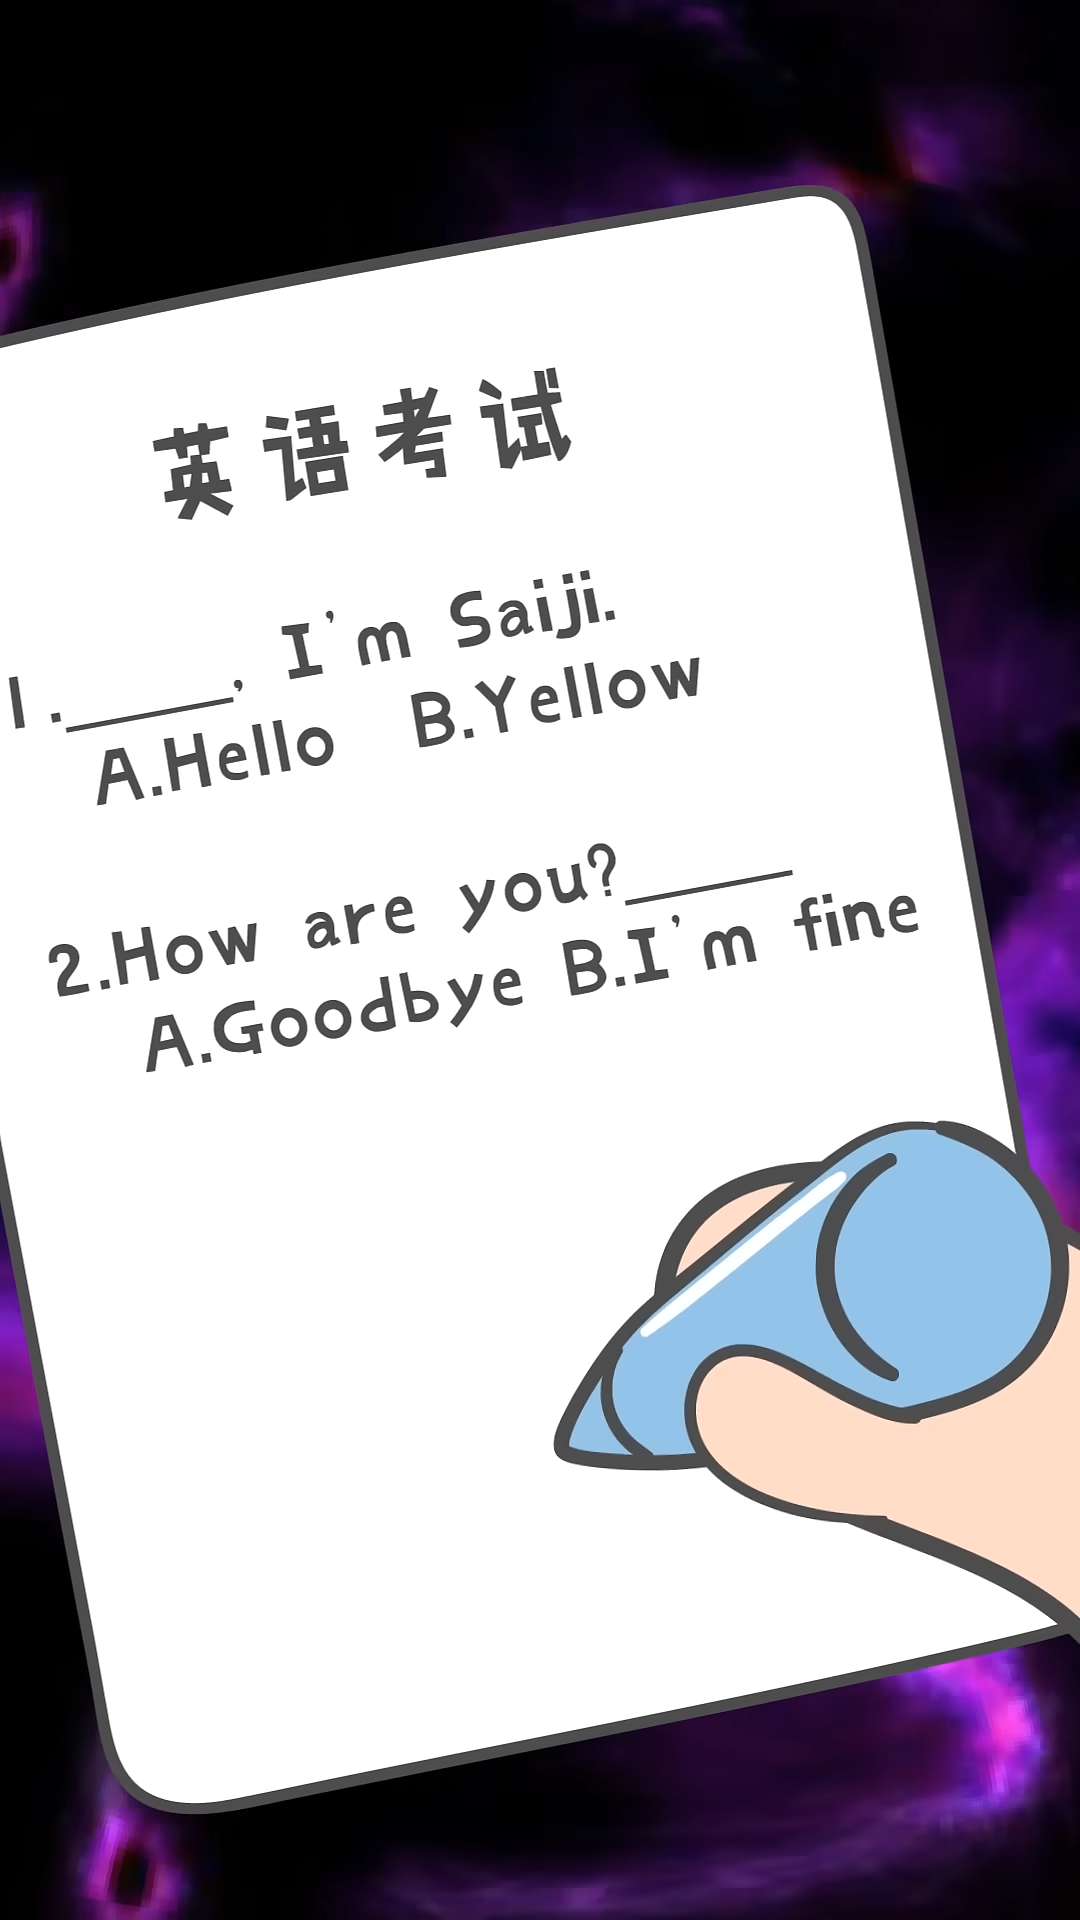 英语考试
1.____, I'm Saiji.
A.Hello B.Yellow
2.How are you?____
A.Goodbye B.I'm fine